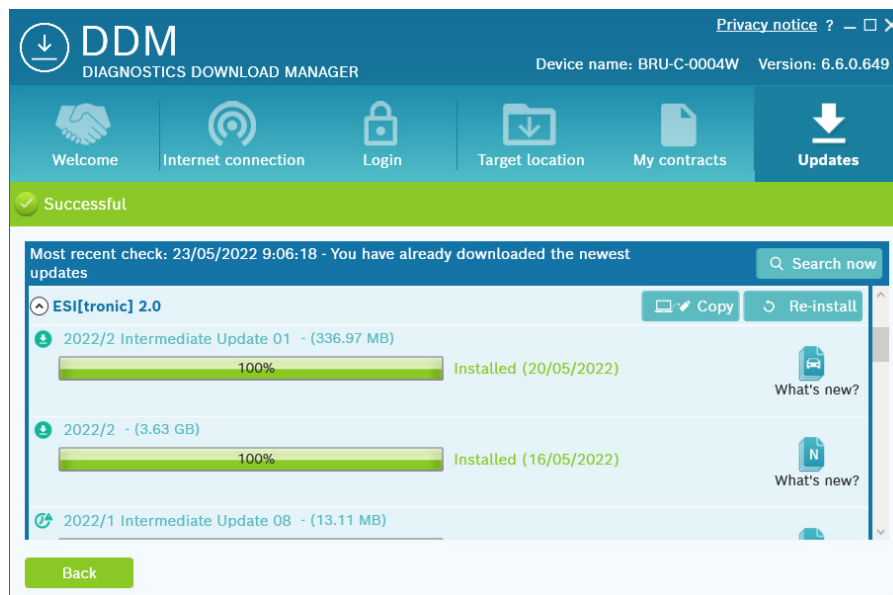 DDM
DIAGNOSTICS DOWNLOAD MANAGER
Privacy notice ?
Device name: BRU-C-0004W Version: 6.6.0.649
Welcome
Internet connection
Login
Target location
My contracts
Updates
Successful
Most recent check: 23/05/2022 9:06:18 - You have already downloaded the newest
updates
Search now
ESI[tronic] 2.0
Copy
Re-install
2022/2 Intermediate Update 01 - (336.97 MB)
100%
Installed (20/05/2022)
What's new?
2022/2 - (3.63 GB)
100%
Installed (16/05/2022)
N
What's new?
2022/1 Intermediate Update 08 - (13.11 MB)
Back